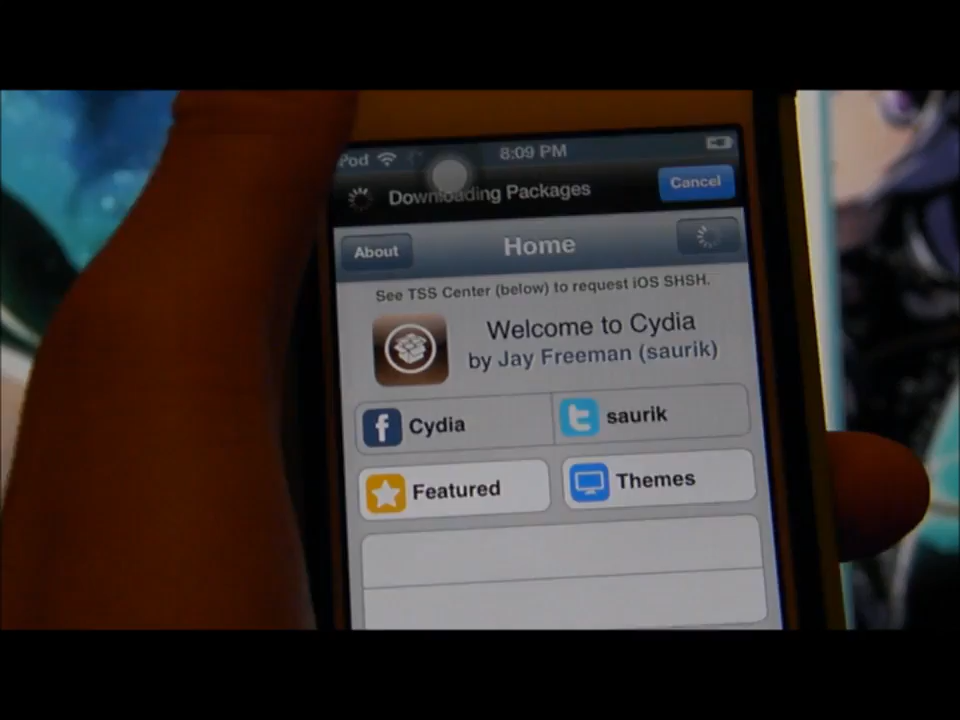 iPod 8:09 PM
Downloading Packages Cancel
About Home
See TSS Center (below) to request iOS SHSH.
Welcome to Cydia
by Jay Freeman (saurik)
Cydia saurik
Featured Themes